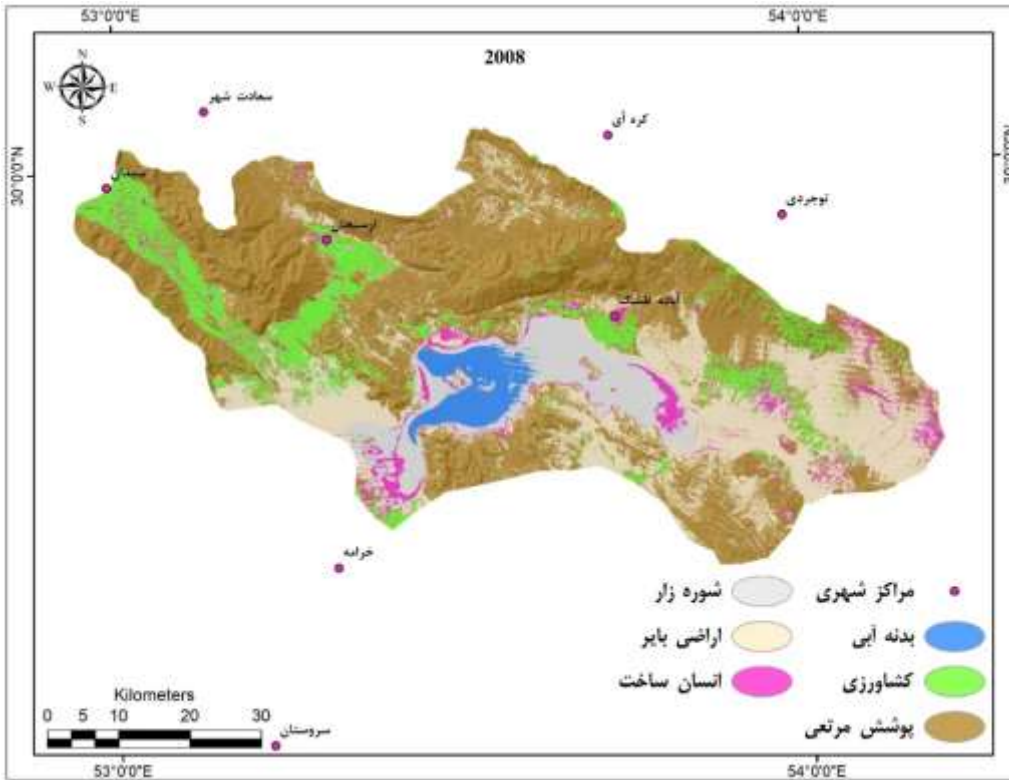 53°0'0"E 54°0'0"E
2008
N
W E
S
سعادت شهر
کره ای
30°0'0"N
توجردی
ارسنجان
آباده طشک
خرامه
مراکز شهری
شوره زار
بدنه آبی
اراضی بایر
کشاورزی
انسان ساخت
پوشش مرتعی
Kilometers
0 5 10 20 30
سروستان
53°0'0"E 54°0'0"E